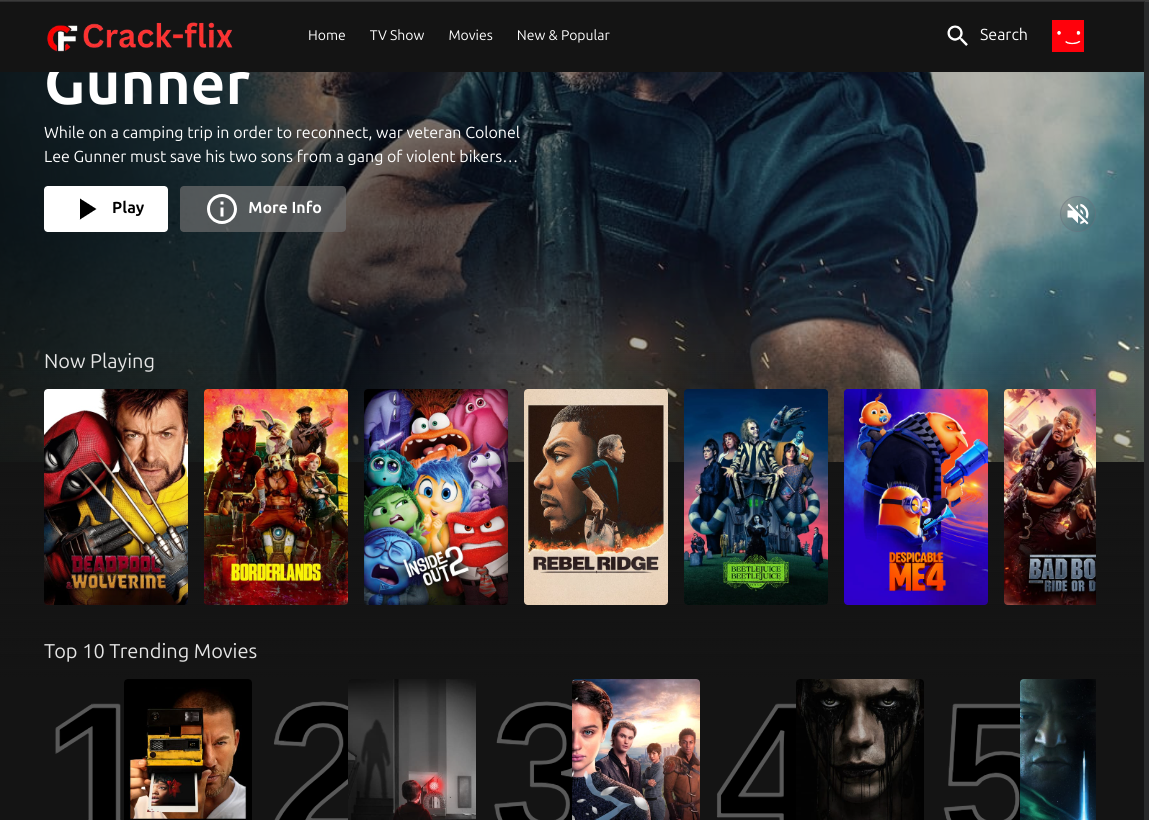 CF Crack-flix
Home TV Show Movies New & Popular Search
Gunner
While on a camping trip in order to reconnect, war veteran Colonel
Lee Gunner must save his two sons from a gang of violent bikers…
Play More Info
Now Playing
DEADPOOL
& WOLVERINE
BORDERLANDS
INSIDE
OUT 2
REBEL RIDGE
BEETLEJUICE
BEETLEJUICE
DESPICABLE
ME 4
BAD BO
RIDE OR D
Top 10 Trending Movies
1 2 3 4 5